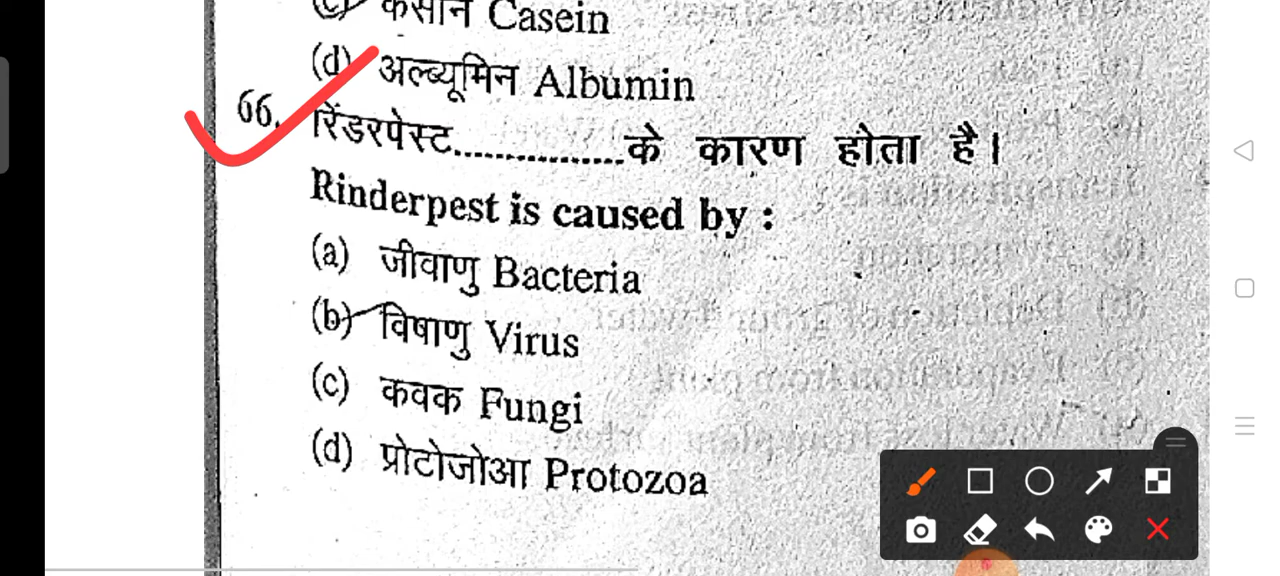 (c) कसीन Casein
(d) अल्ब्यूमिन Albumin
66. रिंडरपेस्ट................के कारण होता है।
Rinderpest is caused by :
(a) जीवाणु Bacteria
(b) विषाणु Virus
(c) कवक Fungi
(d) प्रोटोजोआ Protozoa